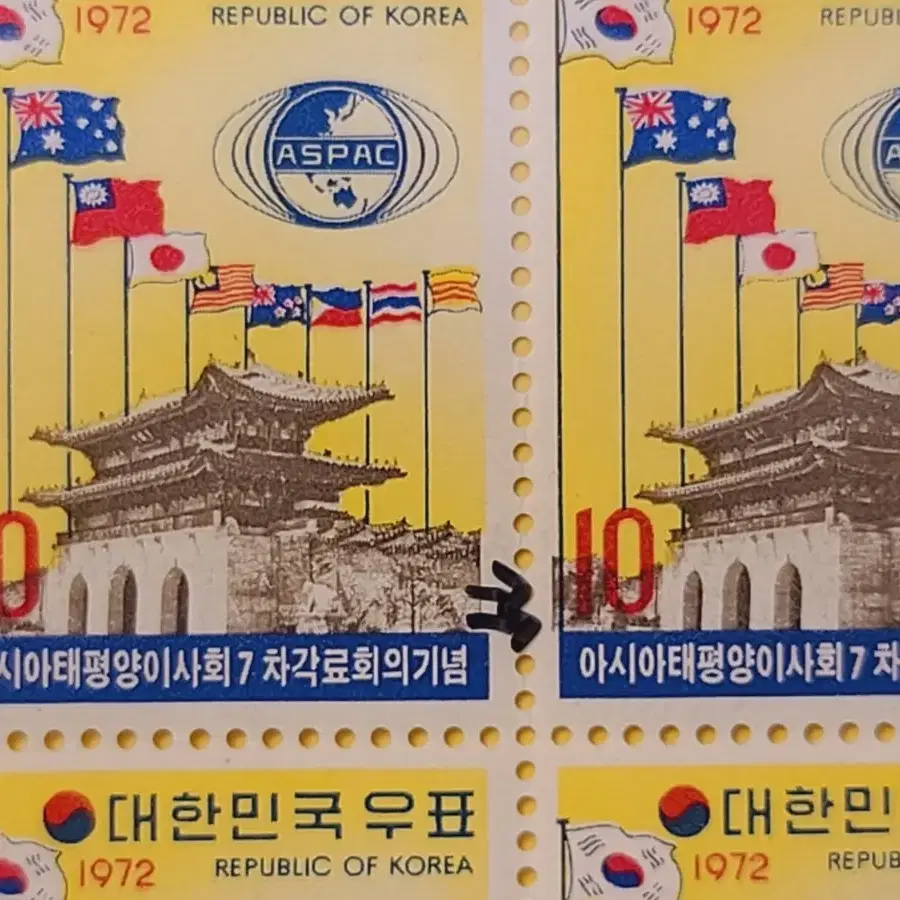 1972 REPUBLIC OF KOREA
1972
ASPAC
10
시아태평양이사회 7 차각료회의기념
아시아태평양이사회 7 차
대한민국 우표
1972 REPUBLIC OF KOREA
대한민
1972